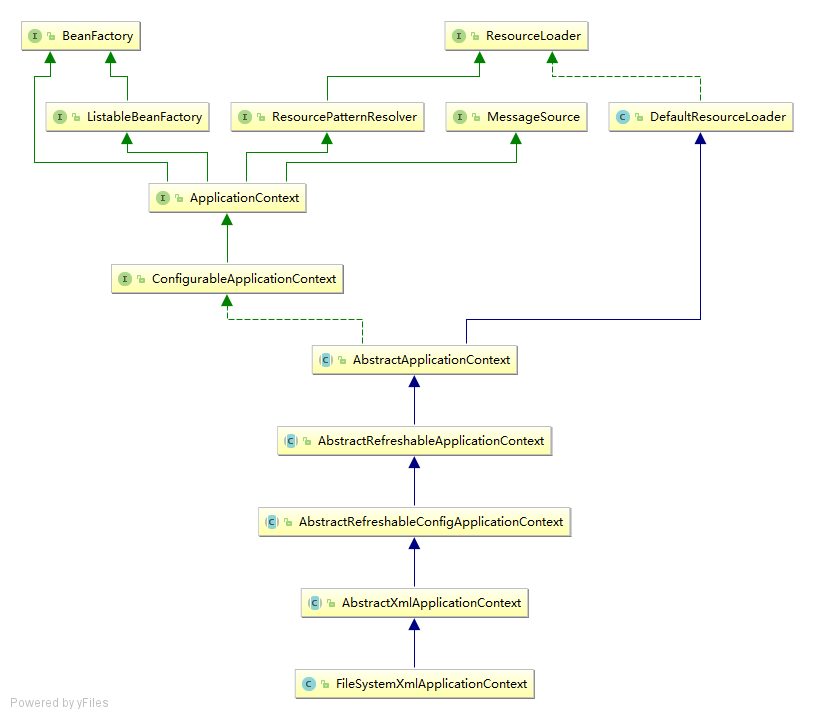 I BeanFactory
I ResourceLoader
I ListableBeanFactory
I ResourcePatternResolver
I MessageSource
C DefaultResourceLoader
I ApplicationContext
I ConfigurableApplicationContext
C AbstractApplicationContext
C AbstractRefreshableApplicationContext
C AbstractRefreshableConfigApplicationContext
C AbstractXmlApplicationContext
C FileSystemXmlApplicationContext
Powered by yFiles